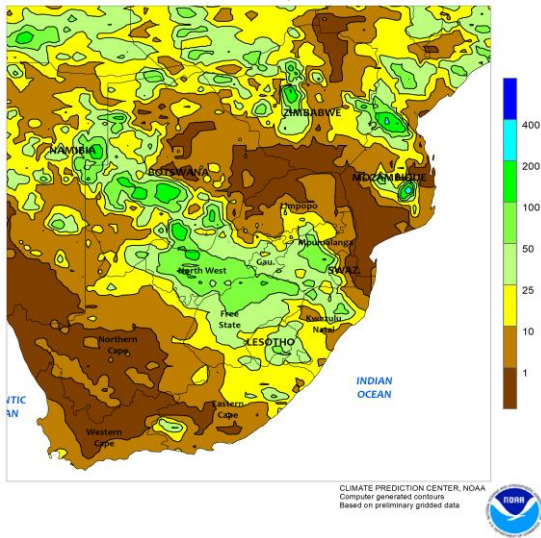 ZIMBABWE
NAMIBIA
BOTSWANA
MOZAMBIQUE
Limpopo
Mpumalanga
Gau.
North West
SWAZ.
Free
State
Kwazulu
Natal
Northern
Cape
LESOTHO
INDIAN
OCEAN
NTIC
AN
Eastern
Cape
Western
Cape
400
200
100
50
25
10
1
CLIMATE PREDICTION CENTER, NOAA
Computer generated contours
Based on preliminary gridded data
NOAA